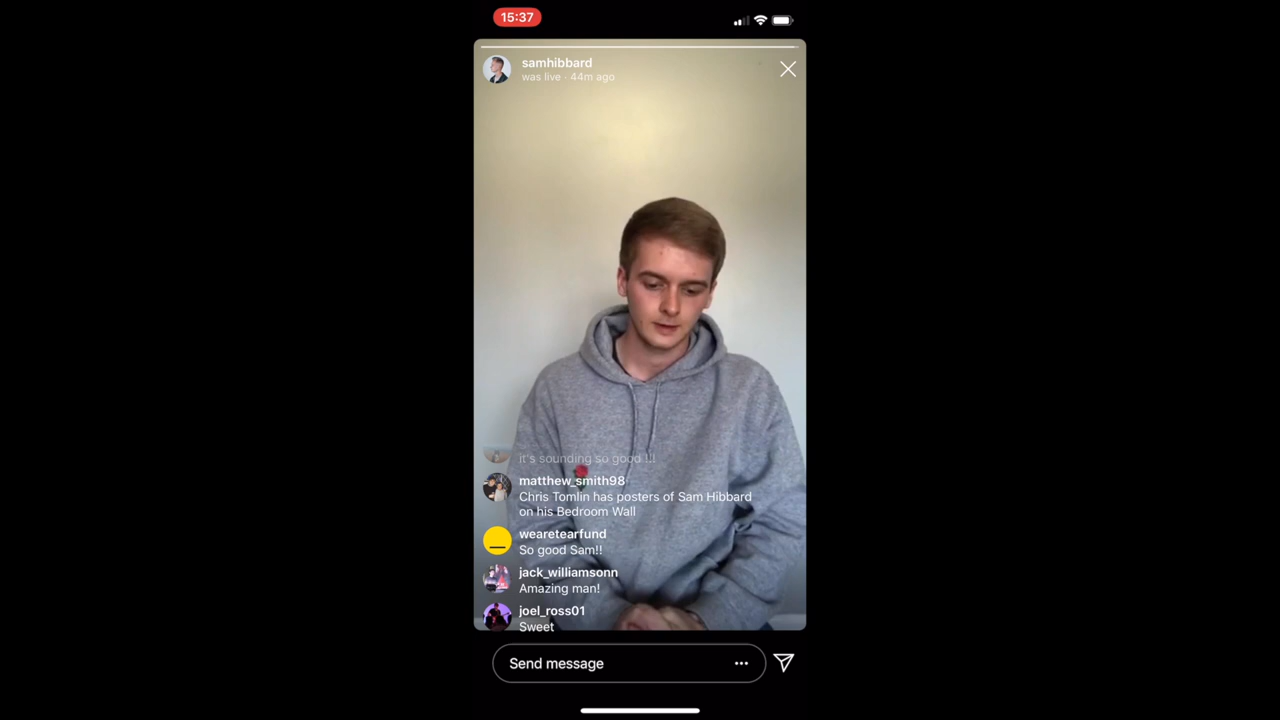 15:37
samhibbard
was live · 44m ago
it's sounding so good !.!
matthew_smith98
Chris Tomlin has posters of Sam Hibbard
on his Bedroom Wall
wearetearfund
So good Sam!!
jack_williamsonn
Amazing man!
joel_ross01
Sweet
Send message